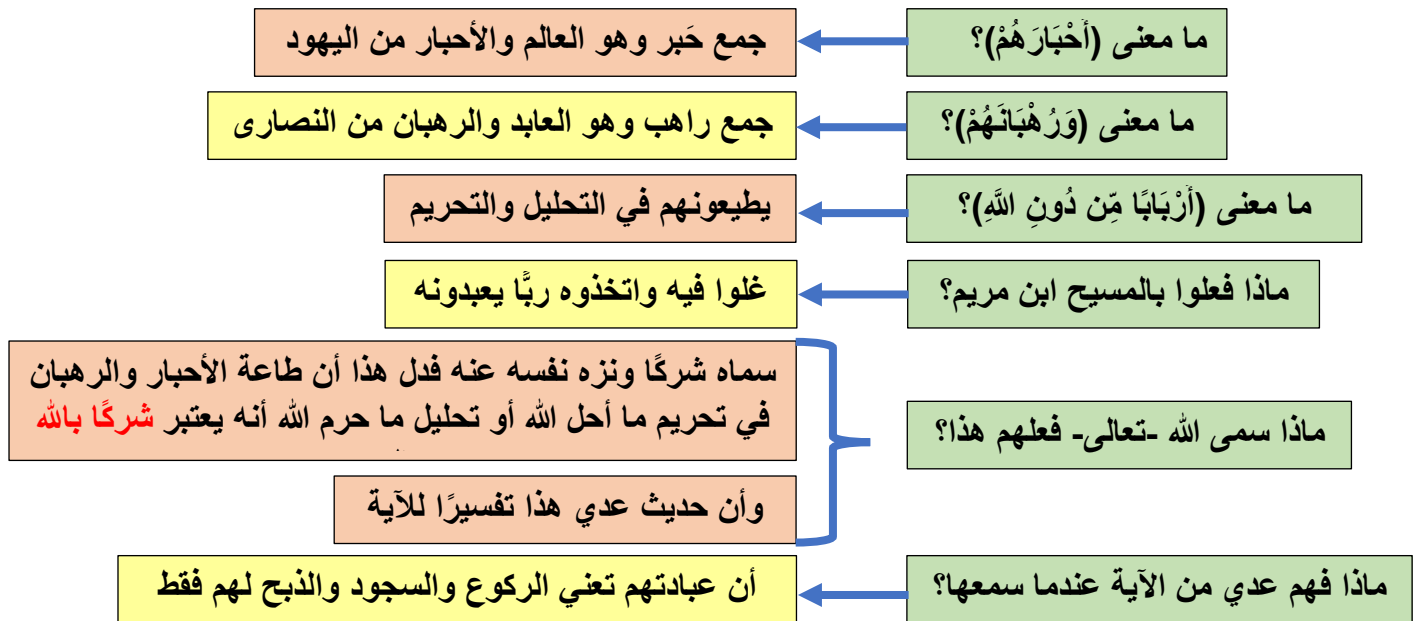 ما معنى (أَحْبَارَهُمْ)؟
جمع حَبر وهو العالم والأحبار من اليهود
ما معنى (وَرُهْبَانَهُمْ)؟
جمع راهب وهو العابد والرهبان من النصارى
ما معنى (أَرْبَابًا مِّن دُونِ اللَّهِ)؟
يطيعونهم في التحليل والتحريم
ماذا فعلوا بالمسيح ابن مريم؟
غلوا فيه واتخذوه ربًّا يعبدونه
ماذا سمى الله -تعالى- فعلهم هذا؟
سماه شركًا ونزه نفسه عنه فدل هذا أن طاعة الأحبار والرهبان
في تحريم ما أحل الله أو تحليل ما حرم الله أنه يعتبر شركًا بالله
وأن حديث عدي هذا تفسيرًا للآية
ماذا فهم عدي من الآية عندما سمعها؟
أن عبادتهم تعني الركوع والسجود والذبح لهم فقط